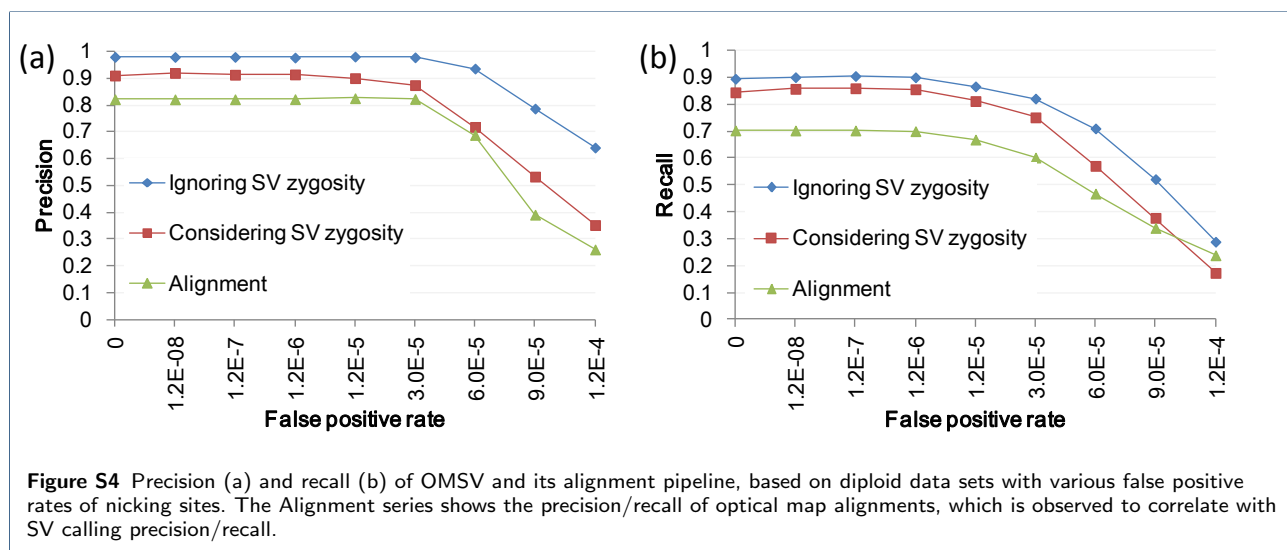 (a)
1
0.9
0.8
0.7
0.6
0.5
0.4
0.3
0.2
0.1
0
Precision
Ignoring SV zygosity
Considering SV zygosity
Alignment
0
1.2E-08
1.2E-7
1.2E-6
1.2E-5
3.0E-5
6.0E-5
9.0E-5
1.2E-4
False positive rate
(b)
1
0.9
0.8
0.7
0.6
0.5
0.4
0.3
0.2
0.1
0
Recall
Ignoring SV zygosity
Considering SV zygosity
Alignment
0
1.2E-08
1.2E-7
1.2E-6
1.2E-5
3.0E-5
6.0E-5
9.0E-5
1.2E-4
False positive rate
Figure S4 Precision (a) and recall (b) of OMSV and its alignment pipeline, based on diploid data sets with various false positive
rates of nicking sites. The Alignment series shows the precision/recall of optical map alignments, which is observed to correlate with
SV calling precision/recall.